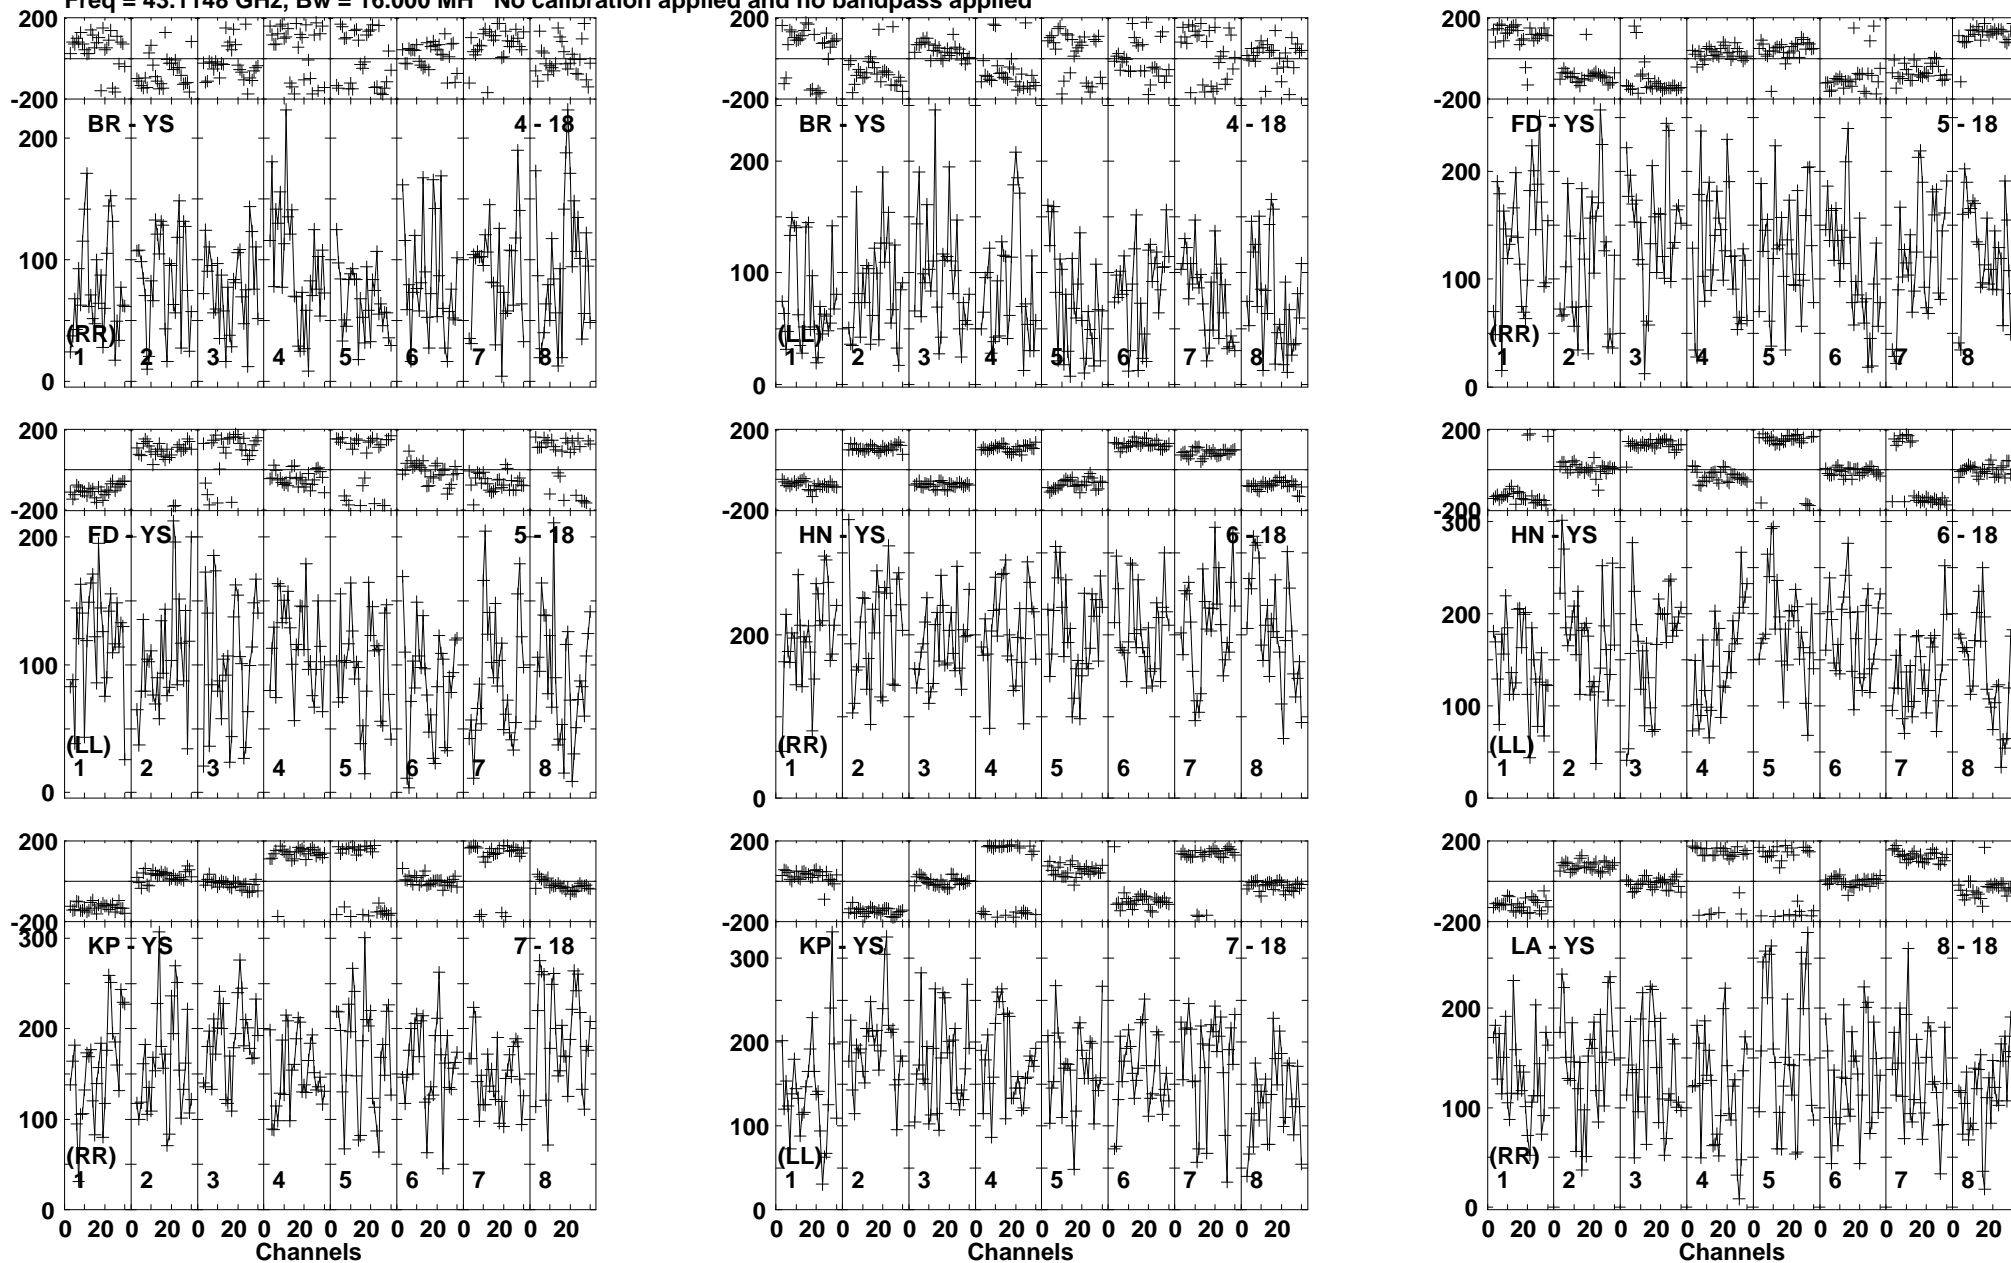 Freq = 43.1148 GHz, Bw = 16.000 MH No calibration applied and no bandpass applied
200 200 200
-200 -200 -200
BR - YS 4 - 18 BR - YS 4 - 18 FD - YS 5 - 18
200 200 200
100 100 100
(RR) (LL) (RR)
1 2 3 4 5 6 7 8 1 2 3 4 5 6 7 8 1 2 3 4 5 6 7 8
0 0 0
200 200 200
-200 -200 -200
FD - YS 5 - 18 HN - YS 6 - 18 HN - YS 6 - 18
200 200 300
100 200
100
(LL) (RR) (LL)
1 2 3 4 5 6 7 8 1 2 3 4 5 6 7 8 1 2 3 4 5 6 7 8
0 0 0
200 200 200
-200 -200 -200
KP - YS 7 - 18 KP - YS 7 - 18 LA - YS 8 - 18
300 300
200 200 200
100 100 100
(RR) (LL) (RR)
1 2 3 4 5 6 7 8 1 2 3 4 5 6 7 8 1 2 3 4 5 6 7 8
0 0 0
0 20 0 20 0 20 0 20 0 20 0 20 0 20 0 20 0 20 0 20 0 20 0 20 0 20 0 20 0 20 0 20 0 20 0 20 0 20 0 20 0 20 0 20 0 20 0 20
Channels Channels Channels